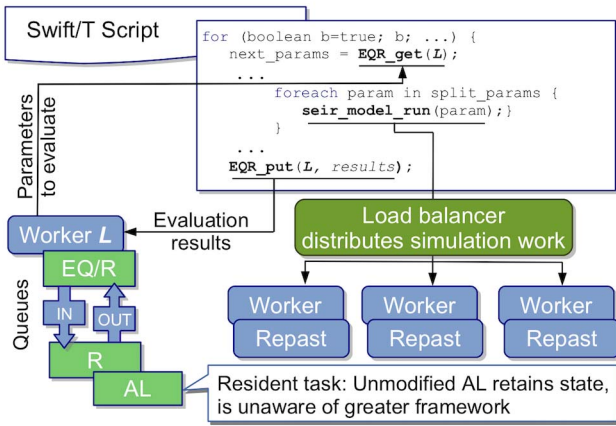 Swift/T Script
for (boolean b=true; b; ...) {
next_params = EQR_get(L);
...
foreach param in split_params {
seir_model_run(param);}
}
...
EQR_put(L, results);
Parameters
to evaluate
Evaluation
results
Worker L
EQ/R
Queues
IN
OUT
R
AL
Load balancer
distributes simulation work
Worker
Repast
Worker
Repast
Worker
Repast
Resident task: Unmodified AL retains state,
is unaware of greater framework